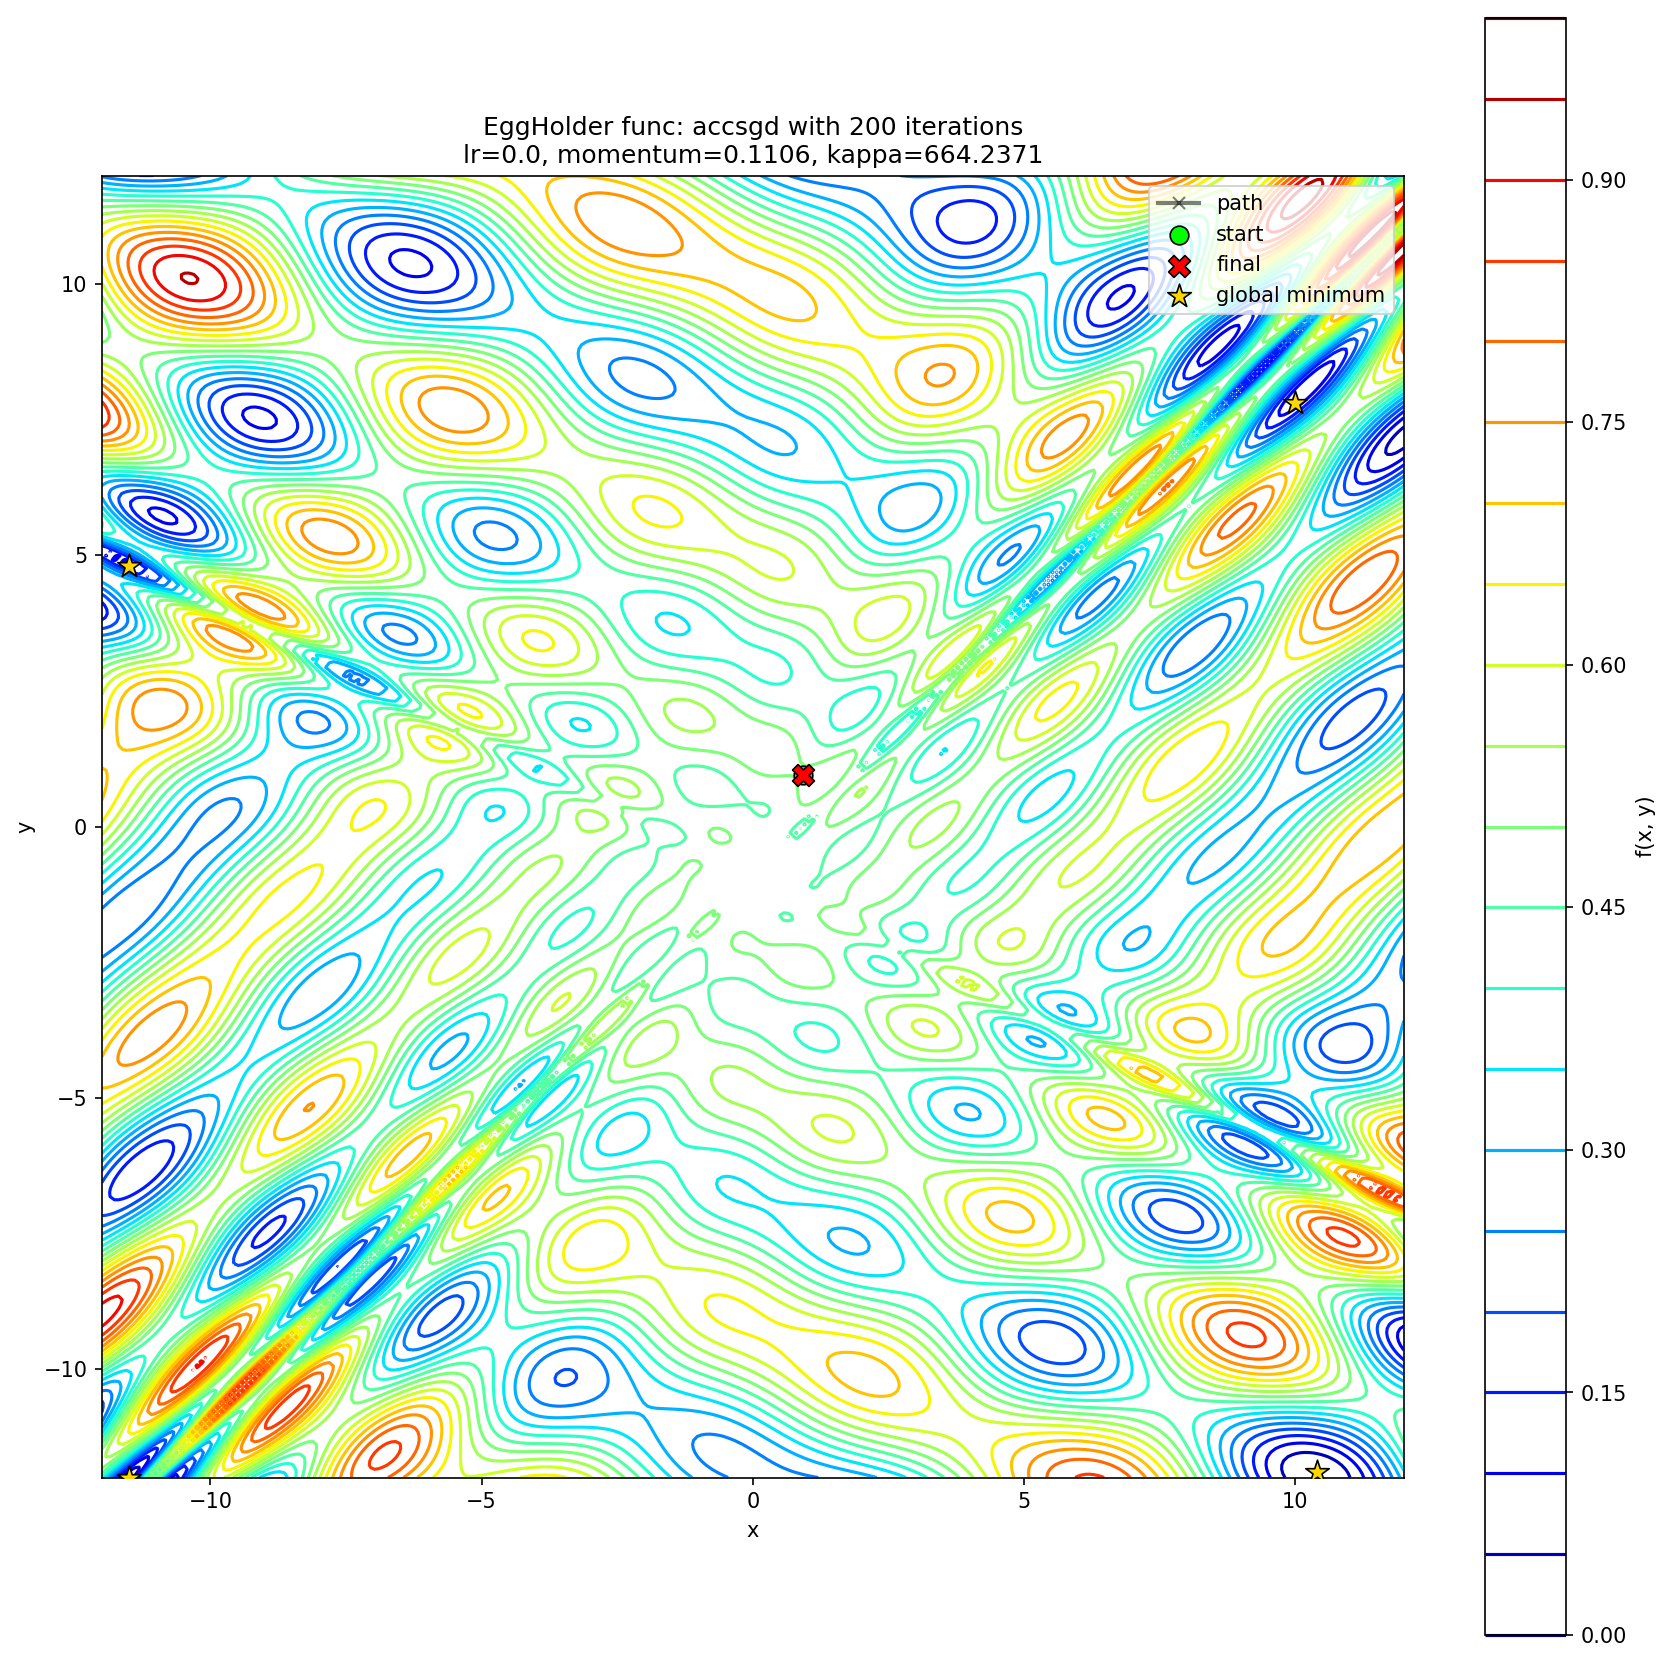 EggHolder func: accsgd with 200 iterations
lr=0.0, momentum=0.1106, kappa=664.2371
path
start
final
global minimum
10
5
0
−5
−10
y
−10
−5
0
5
10
x
0.90
0.75
0.60
0.45
0.30
0.15
0.00
f(x, y)